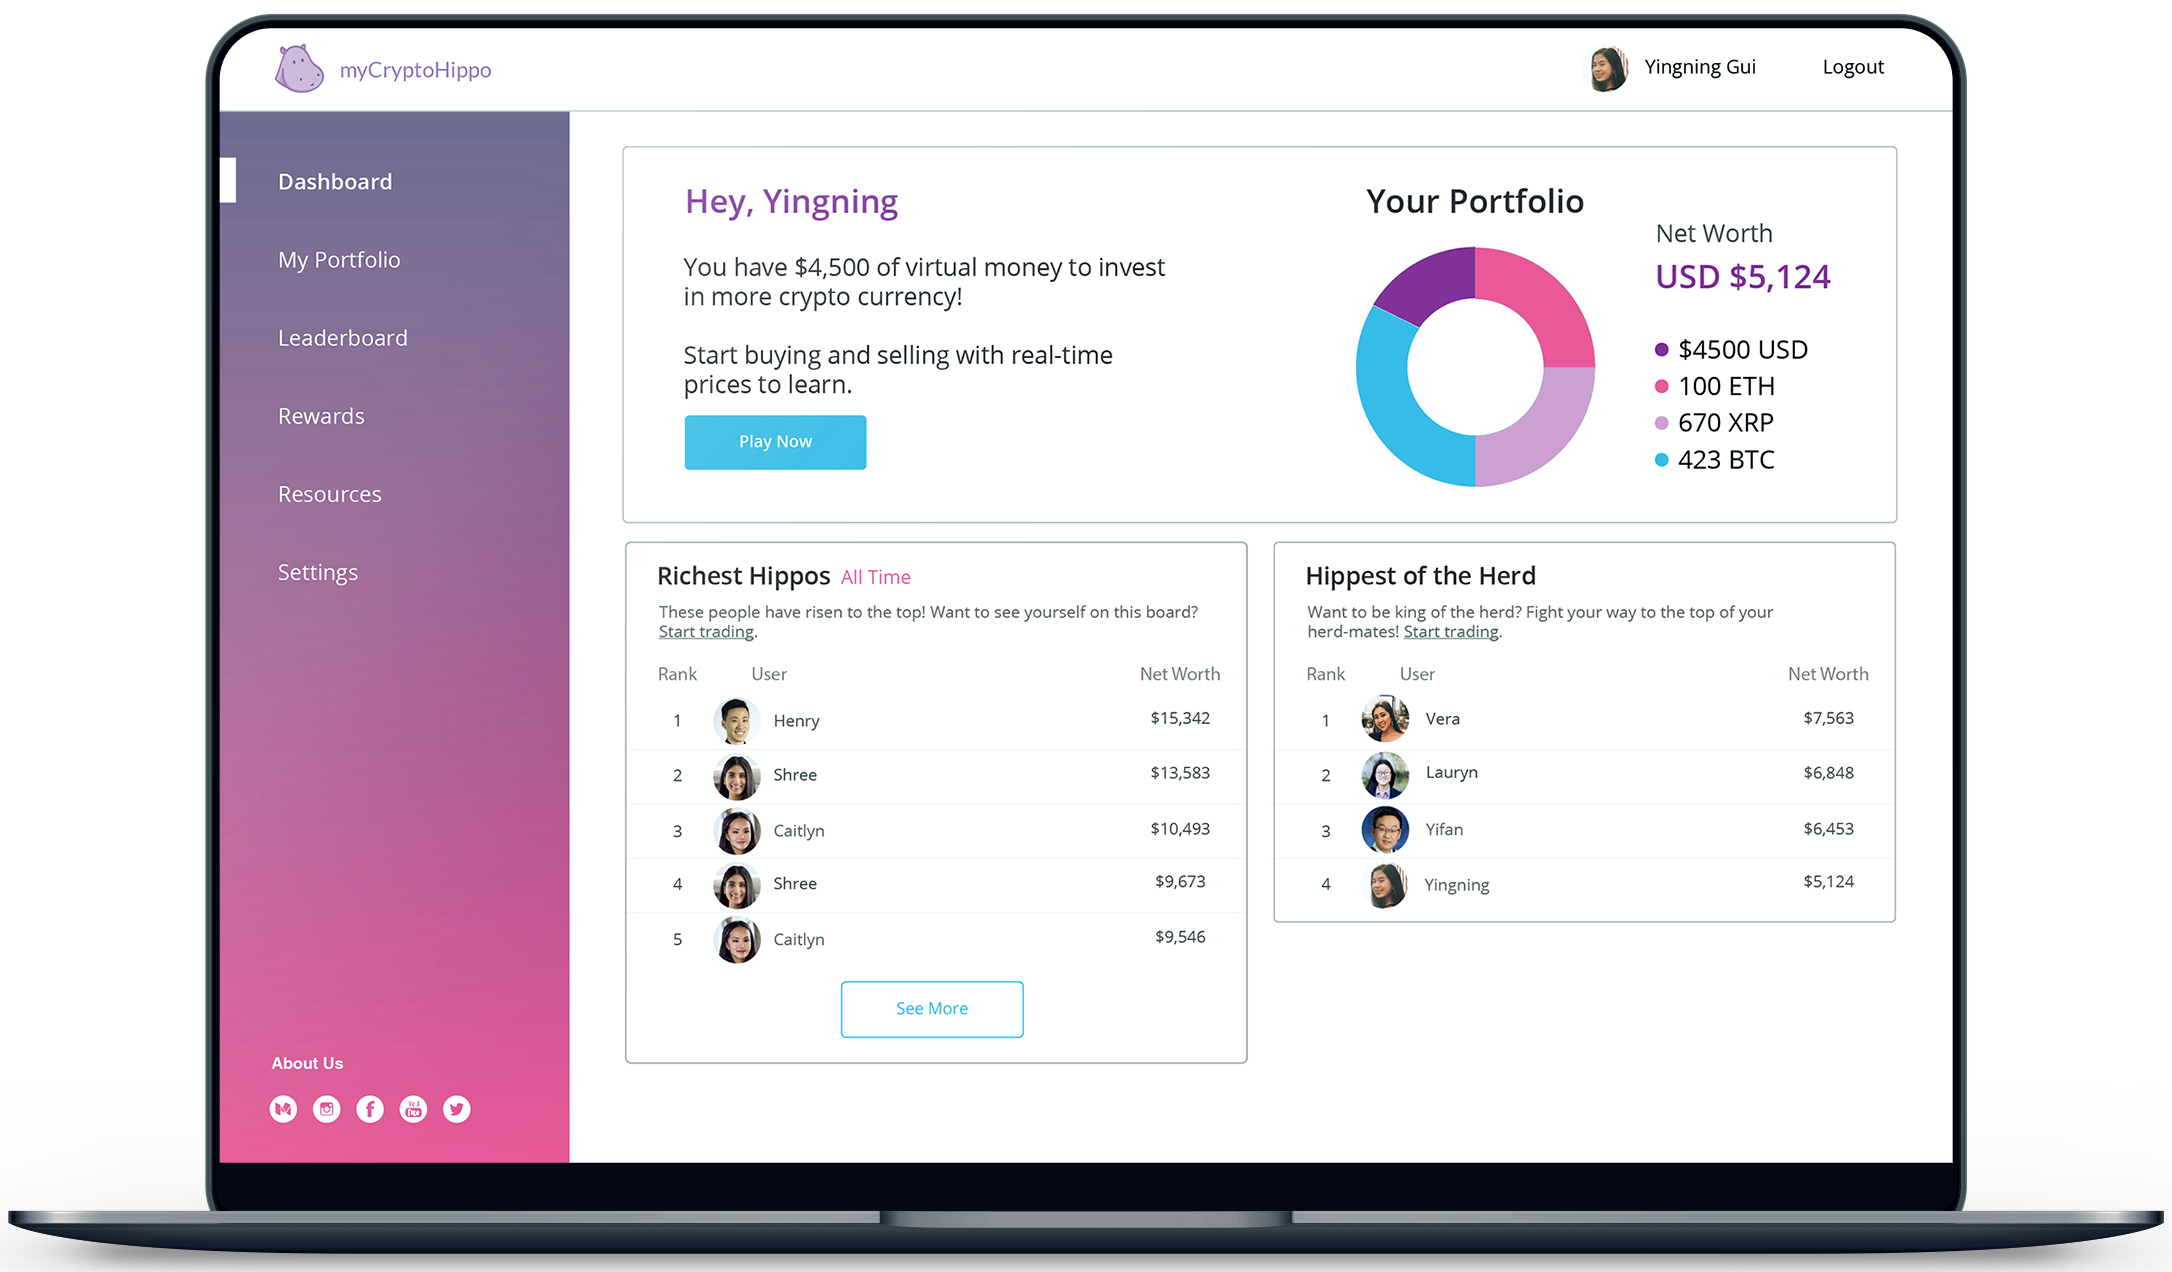 myCryptoHippo
Yingning Gui
Logout
Dashboard
My Portfolio
Leaderboard
Rewards
Resources
Settings
About Us
Hey, Yingning
You have $4,500 of virtual money to invest
in more crypto currency!
Start buying and selling with real-time
prices to learn.
Play Now
Your Portfolio
Net Worth
USD $5,124
$4500 USD
100 ETH
670 XRP
423 BTC
Richest Hippos All Time
These people have risen to the top! Want to see yourself on this board?
Start trading.
Rank User Net Worth
1 Henry $15,342
2 Shree $13,583
3 Caitlyn $10,493
4 Shree $9,673
5 Caitlyn $9,546
See More
Hippest of the Herd
Want to be king of the herd? Fight your way to the top of your
herd-mates! Start trading.
Rank User Net Worth
1 Vera $7,563
2 Lauryn $6,848
3 Yifan $6,453
4 Yingning $5,124